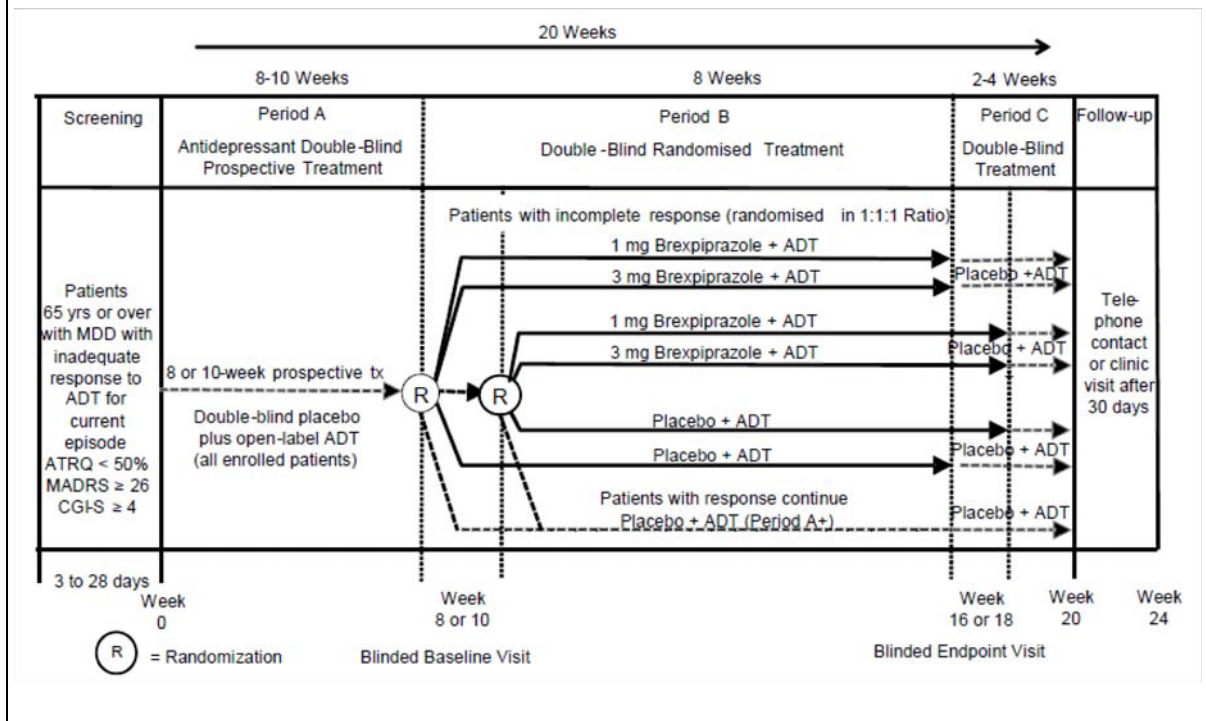 20 Weeks
8-10 Weeks
8 Weeks
2-4 Weeks
Screening
Period A
Antidepressant Double-Blind
Prospective Treatment
Period B
Double-Blind Randomised Treatment
Period C
Double-Blind
Treatment
Follow-up
Patients
65 yrs or over
with MDD with
inadequate
response to
ADT for
current
episode
ATRQ < 50%
MADRS ≥ 26
CGI-S ≥ 4
8 or 10-week prospective tx
Double-blind placebo
plus open-label ADT
(all enrolled patients)
R
R
Patients with incomplete response (randomised in 1:1:1 Ratio)
1 mg Brexpiprazole + ADT
3 mg Brexpiprazole + ADT
Placebo +ADT
1 mg Brexpiprazole + ADT
3 mg Brexpiprazole + ADT
Placebo + ADT
Placebo + ADT
Placebo + ADT
Placebo + ADT
Patients with response continue
Placebo + ADT (Period A+)
Placebo + ADT
Tele-
phone
contact
or clinic
visit after
30 days
3 to 28 days
Week
0
Week
8 or 10
Week
16 or 18
Week
20
Week
24
R
= Randomization
Blinded Baseline Visit
Blinded Endpoint Visit